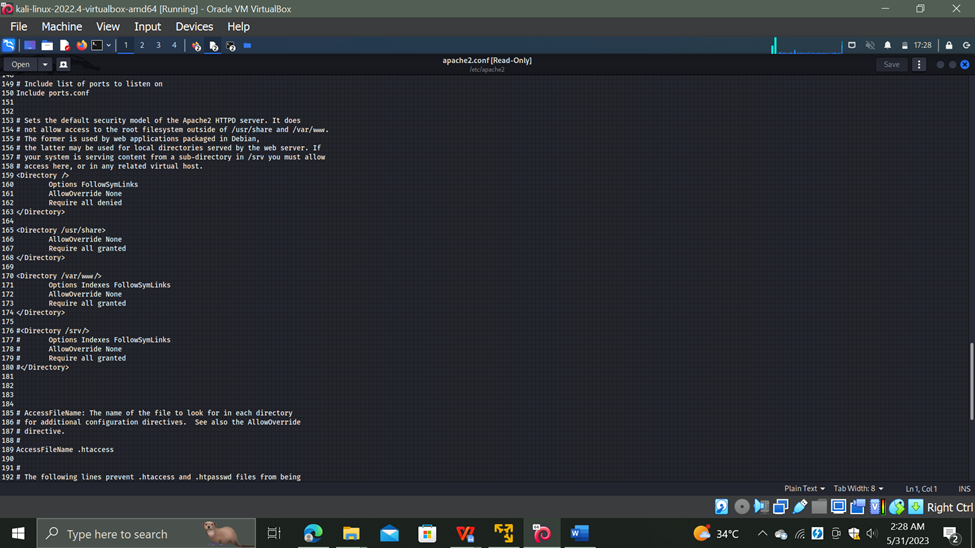 kali-linux-2022.4-virtualbox-amd64 [Running] - Oracle VM VirtualBox
File Machine View Input Devices Help
1 2 3 4
17:28
Open
apache2.conf [Read-Only]
/etc/apache2
Save
149 # Include list of ports to listen on
150 Include ports.conf
151
152
153 # Sets the default security model of the Apache2 HTTPD server. It does
154 # not allow access to the root filesystem outside of /usr/share and /var/www.
155 # The former is used by web applications packaged in Debian,
156 # the latter may be used for local directories served by the web server. If
157 # your system is serving content from a sub-directory in /srv you must allow
158 # access here, or in any related virtual host.
159 <Directory />
160 Options FollowSymLinks
161 AllowOverride None
162 Require all denied
163 </Directory>
164
165 <Directory /usr/share>
166 AllowOverride None
167 Require all granted
168 </Directory>
169
170 <Directory /var/www/>
171 Options Indexes FollowSymLinks
172 AllowOverride None
173 Require all granted
174 </Directory>
175
176 #<Directory /srv/>
177 # Options Indexes FollowSymLinks
178 # AllowOverride None
179 # Require all granted
180 #</Directory>
181
182
183
184
185 # AccessFileName: The name of the file to look for in each directory
186 # for additional configuration directives. See also the AllowOverride
187 # directive.
188 #
189 AccessFileName .htaccess
190
191 #
192 # The following lines prevent .htaccess and .htpasswd files from being
Plain Text Tab Width: 8 Ln 1, Col 1 INS
Right Ctrl
Type here to search
34°C
2:28 AM
5/31/2023
2